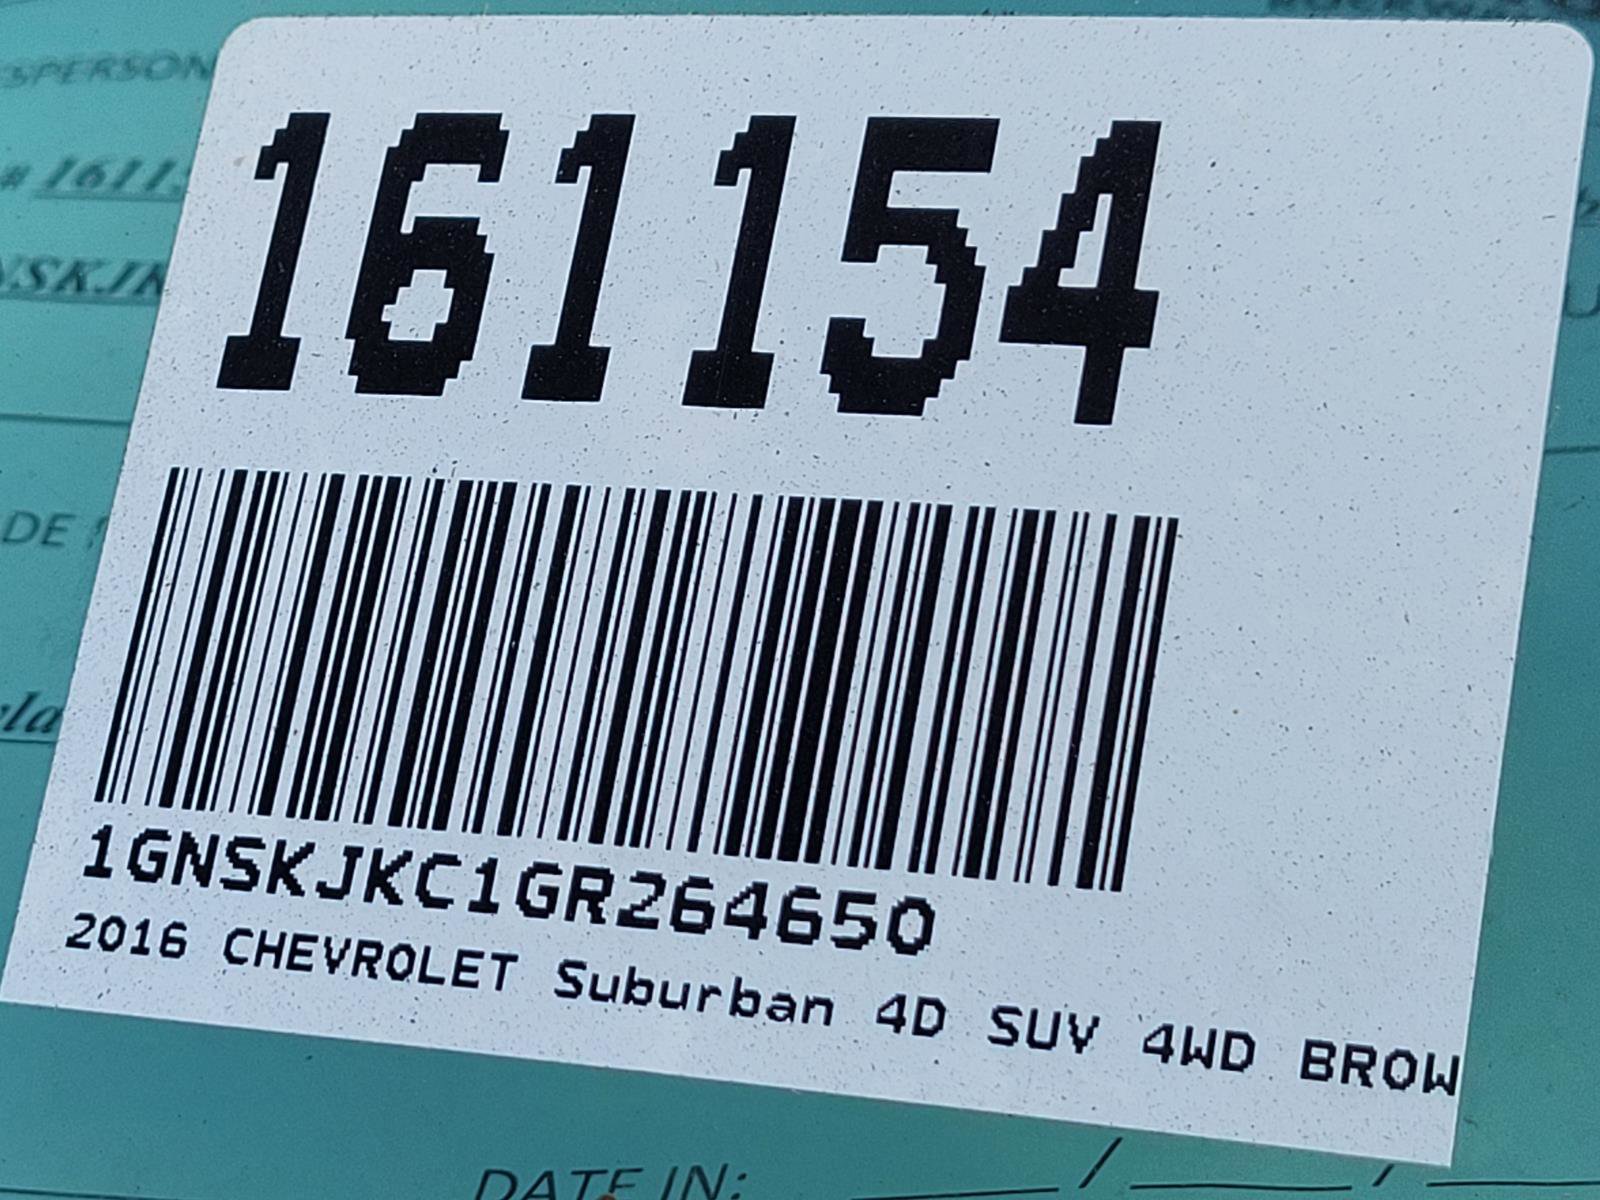 161154
1GNSKJKC1GR264650
2016 CHEVROLET Suburban 4D SUV 4WD BROW
DATE IN: / /